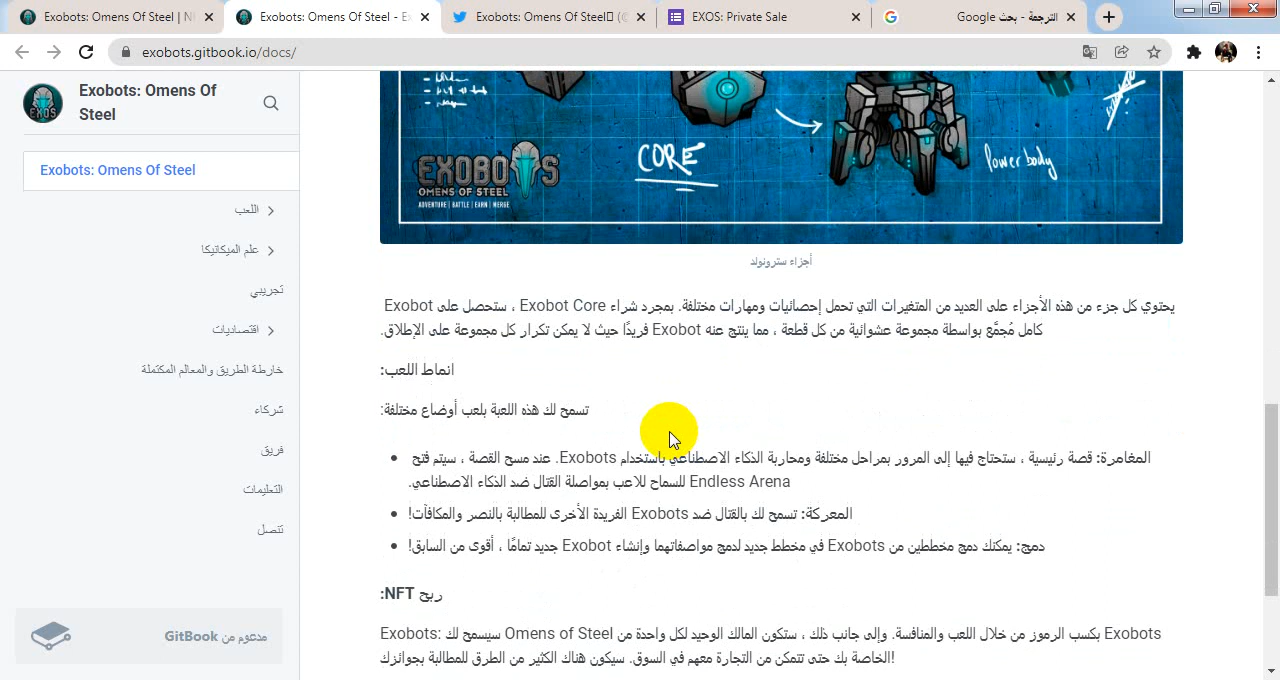 Exobots: Omens Of Steel | NF
Exobots: Omens Of Steel - Ex
Exobots: Omens Of Steel
EXOS: Private Sale
الترجمة - بحث Google
exobots.gitbook.io/docs/
Exobots: Omens Of Steel
EXOS
Exobots: Omens Of Steel
اللعب
علم الميكانيكا
تجريبي
اقتصاديات
خارطة الطريق والمعالم المكتملة
شركاء
فريق
التعليمات
تتصل
مدعوم من GitBook
CORE
Power body
EXOBOTS
OMENS OF STEEL
ADVENTURE | BATTLE | EARN | MERGE
أجزاء سترونولد
يحتوي كل جزء من هذه الأجزاء على العديد من المتغيرات التي تحمل إحصائيات ومهارات مختلفة. بمجرد شراء Exobot Core ، ستحصل على Exobot
كامل مُجمَّع بواسطة مجموعة عشوائية من كل قطعة ، مما ينتج عنه Exobot فريدًا حيث لا يمكن تكرار كل مجموعة على الإطلاق.
انماط اللعب:
تسمح لك هذه اللعبة بلعب أوضاع مختلفة:
المغامرة: قصة رئيسية ، ستحتاج فيها إلى المرور بمراحل مختلفة ومحاربة الذكاء الاصطناعي باستخدام Exobots. عند مسح القصة ، سيتم فتح
Endless Arena للسماح للاعب بمواصلة القتال ضد الذكاء الاصطناعي.
المعركة: تسمح لك بالقتال ضد Exobots الفريدة الأخرى للمطالبة بالنصر والمكافآت!
دمج: يمكنك دمج مخططين من Exobots في مخطط جديد لدمج مواصفاتهما وإنشاء Exobot جديد تمامًا ، أقوى من السابق!
ربح NFT:
Exobots: سيسمح لك Omens of Steel بكسب الرموز من خلال اللعب والمنافسة. وإلى جانب ذلك ، ستكون المالك الوحيد لكل واحدة من Exobots
الخاصة بك حتى تتمكن من التجارة معهم في السوق. سيكون هناك الكثير من الطرق للمطالبة بجوائزك!